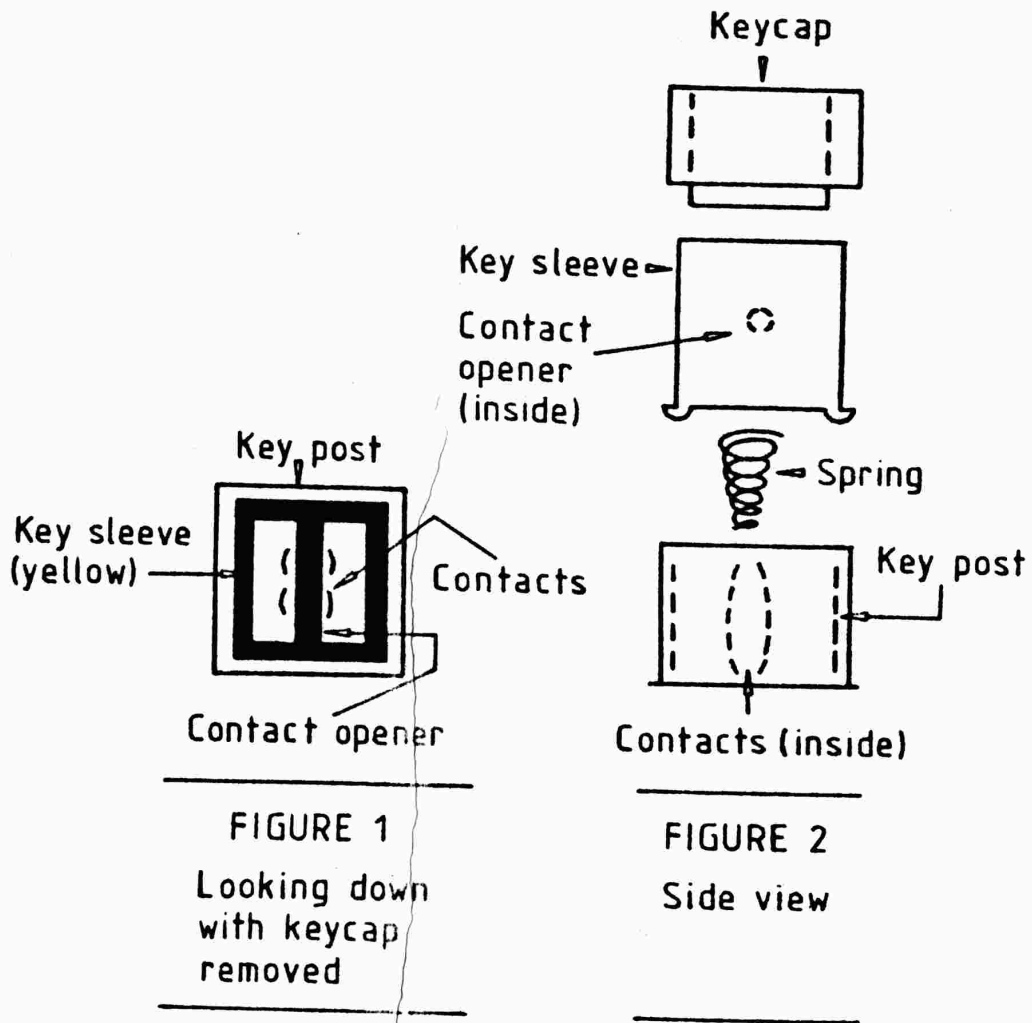 Keycap
Key sleeve
Contact
opener
(inside)
Spring
Key post
Contacts (inside)
FIGURE 2
Side view
Key post
Key sleeve
(yellow)
Contacts
Contact opener
FIGURE 1
Looking down
with keycap
removed